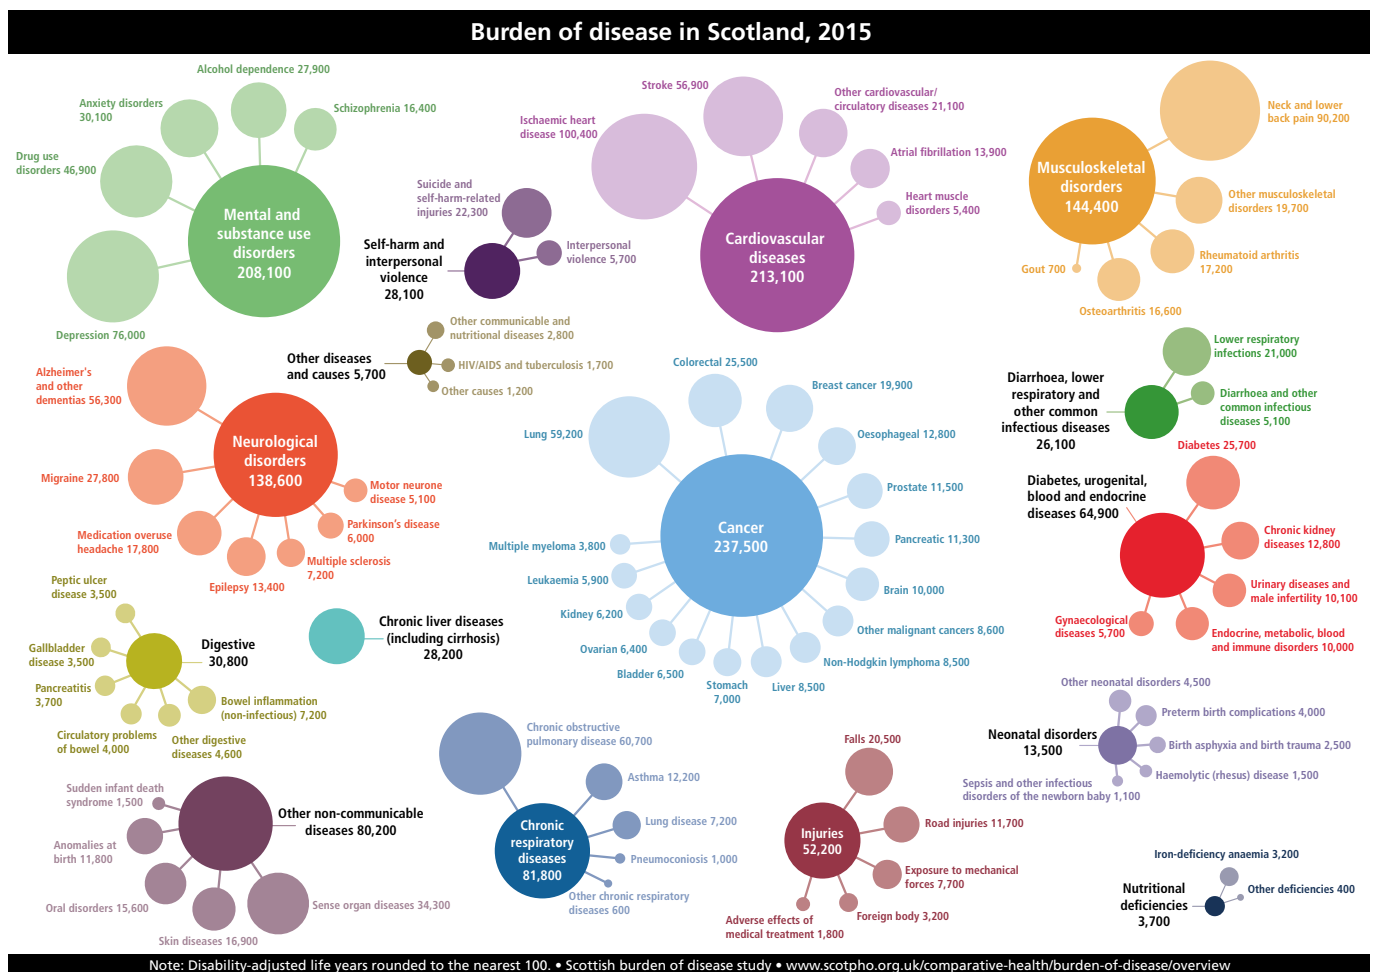 Burden of disease in Scotland, 2015
Alcohol dependence 27,900
Anxiety disorders
30,100
Schizophrenia 16,400
Drug use
disorders 46,900
Mental and
substance use
disorders
208,100
Depression 76,000
Suicide and
self-harm-related
injuries 22,300
Interpersonal
violence 5,700
Self-harm and
interpersonal
violence
28,100
Stroke 56,900
Other cardiovascular/
circulatory diseases 21,100
Ischaemic heart
disease 100,400
Atrial fibrillation 13,900
Heart muscle
disorders 5,400
Cardiovascular
diseases
213,100
Neck and lower
back pain 90,200
Musculoskeletal
disorders
144,400
Other musculoskeletal
disorders 19,700
Rheumatoid arthritis
17,200
Gout 700
Osteoarthritis 16,600
Other communicable and
nutritional diseases 2,800
Other diseases
and causes 5,700
HIV/AIDS and tuberculosis 1,700
Other causes 1,200
Alzheimer's
and other
dementias 56,300
Neurological
disorders
138,600
Migraine 27,800
Motor neurone
disease 5,100
Medication overuse
headache 17,800
Parkinson's disease
6,000
Multiple sclerosis
7,200
Epilepsy 13,400
Colorectal 25,500
Breast cancer 19,900
Lung 59,200
Oesophageal 12,800
Prostate 11,500
Cancer
237,500
Pancreatic 11,300
Multiple myeloma 3,800
Leukaemia 5,900
Brain 10,000
Kidney 6,200
Other malignant cancers 8,600
Ovarian 6,400
Non-Hodgkin lymphoma 8,500
Bladder 6,500
Stomach
7,000
Liver 8,500
Lower respiratory
infections 21,000
Diarrhoea, lower
respiratory and
other common
infectious diseases
26,100
Diarrhoea and other
common infectious
diseases 5,100
Diabetes 25,700
Diabetes, urogenital,
blood and endocrine
diseases 64,900
Chronic kidney
diseases 12,800
Urinary diseases and
male infertility 10,100
Gynaecological
diseases 5,700
Endocrine, metabolic, blood
and immune disorders 10,000
Peptic ulcer
disease 3,500
Gallbladder
disease 3,500
Digestive
30,800
Pancreatitis
3,700
Bowel inflammation
(non-infectious) 7,200
Circulatory problems
of bowel 4,000
Other digestive
diseases 4,600
Chronic liver diseases
(including cirrhosis)
28,200
Other neonatal disorders 4,500
Preterm birth complications 4,000
Neonatal disorders
13,500
Birth asphyxia and birth trauma 2,500
Haemolytic (rhesus) disease 1,500
Sepsis and other infectious
disorders of the newborn baby 1,100
Sudden infant death
syndrome 1,500
Other non-communicable
diseases 80,200
Anomalies at
birth 11,800
Oral disorders 15,600
Sense organ diseases 34,300
Skin diseases 16,900
Chronic obstructive
pulmonary disease 60,700
Asthma 12,200
Lung disease 7,200
Chronic
respiratory
diseases
81,800
Pneumoconiosis 1,000
Other chronic respiratory
diseases 600
Falls 20,500
Road injuries 11,700
Injuries
52,200
Exposure to mechanical
forces 7,700
Foreign body 3,200
Adverse effects of
medical treatment 1,800
Iron-deficiency anaemia 3,200
Nutritional
deficiencies
3,700
Other deficiencies 400
Note: Disability-adjusted life years rounded to the nearest 100. • Scottish burden of disease study • www.scotpho.org.uk/comparative-health/burden-of-disease/overview